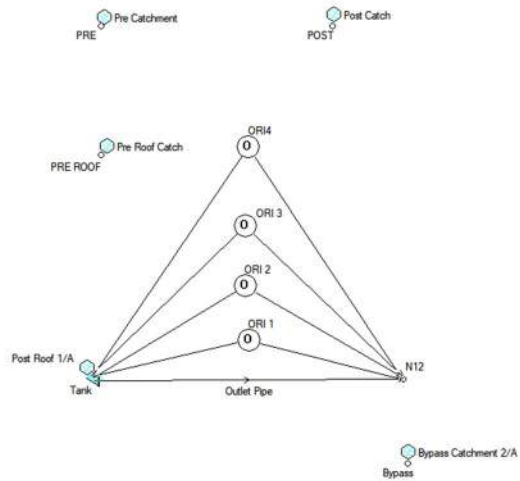 Pre Catchment
PRE
Post Catch
POST
ORI4
O
Pre Roof Catch
PRE ROOF
ORI 3
O
ORI 2
O
ORI 1
O
Post Roof 1/A
Tank
Outlet Pipe
N12
Bypass Catchment 2/A
Bypass